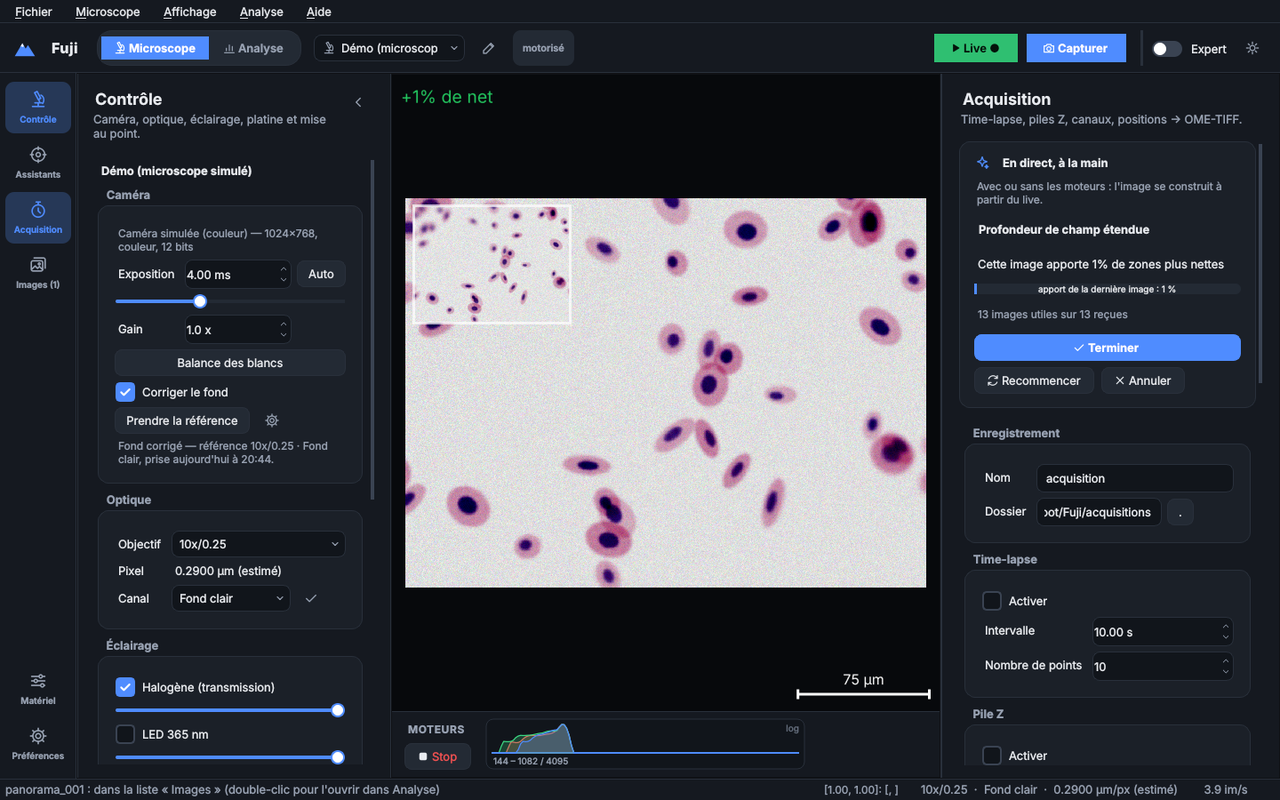 Fichier Microscope Affichage Analyse Aide
Fuji Microscope Analyse Démo (microscop motorisé Live Capturer Expert
Contrôle
Assistants
Acquisition
Images (1)
Matériel
Préférences
Contrôle
Caméra, optique, éclairage, platine et mise
au point.
Démo (microscope simulé)
Caméra
Caméra simulée (couleur) — 1024×768,
couleur, 12 bits
Exposition 4.00 ms Auto
Gain 1.0 x
Balance des blancs
Corriger le fond
Prendre la référence
Fond corrigé — référence 10x/0.25 · Fond
clair, prise aujourd'hui à 20:44.
Optique
Objectif 10x/0.25
Pixel 0.2900 µm (estimé)
Canal Fond clair
Éclairage
Halogène (transmission)
LED 365 nm
+1% de net
75 µm
MOTEURS
Stop
log
144 – 1082 / 4095
Acquisition
Time-lapse, piles Z, canaux, positions → OME-TIFF.
En direct, à la main
Avec ou sans les moteurs : l'image se construit à
partir du live.
Profondeur de champ étendue
Cette image apporte 1% de zones plus nettes
apport de la dernière image : 1 %
13 images utiles sur 13 reçues
Terminer
Recommencer Annuler
Enregistrement
Nom acquisition
Dossier oot/Fuji/acquisitions .
Time-lapse
Activer
Intervalle 10.00 s
Nombre de points 10
Pile Z
Activer
panorama_001 : dans la liste « Images » (double-clic pour l'ouvrir dans Analyse) [1.00, 1.00]: [, ] 10x/0.25 · Fond clair · 0.2900 µm/px (estimé) 3.9 im/s